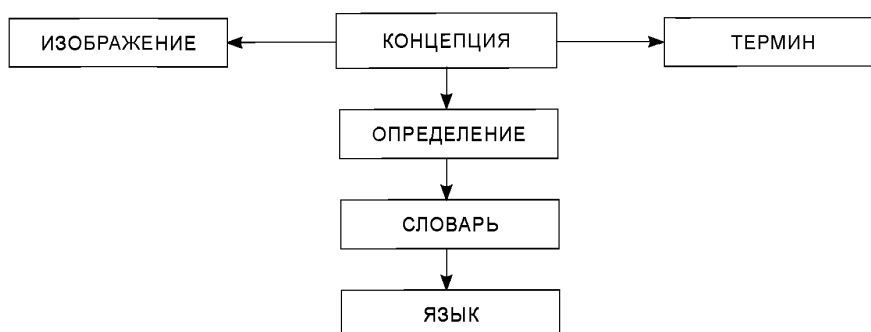 ИЗОБРАЖЕНИЕ
КОНЦЕПЦИЯ
ТЕРМИН
ОПРЕДЕЛЕНИЕ
СЛОВАРЬ
ЯЗЫК